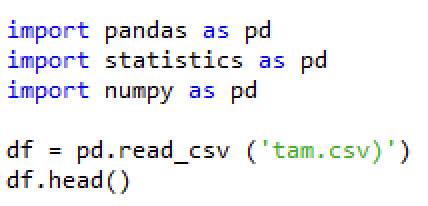 import pandas as pd
import statistics as pd
import numpy as pd
df = pd.read_csv ('tam.csv)')
df.head()